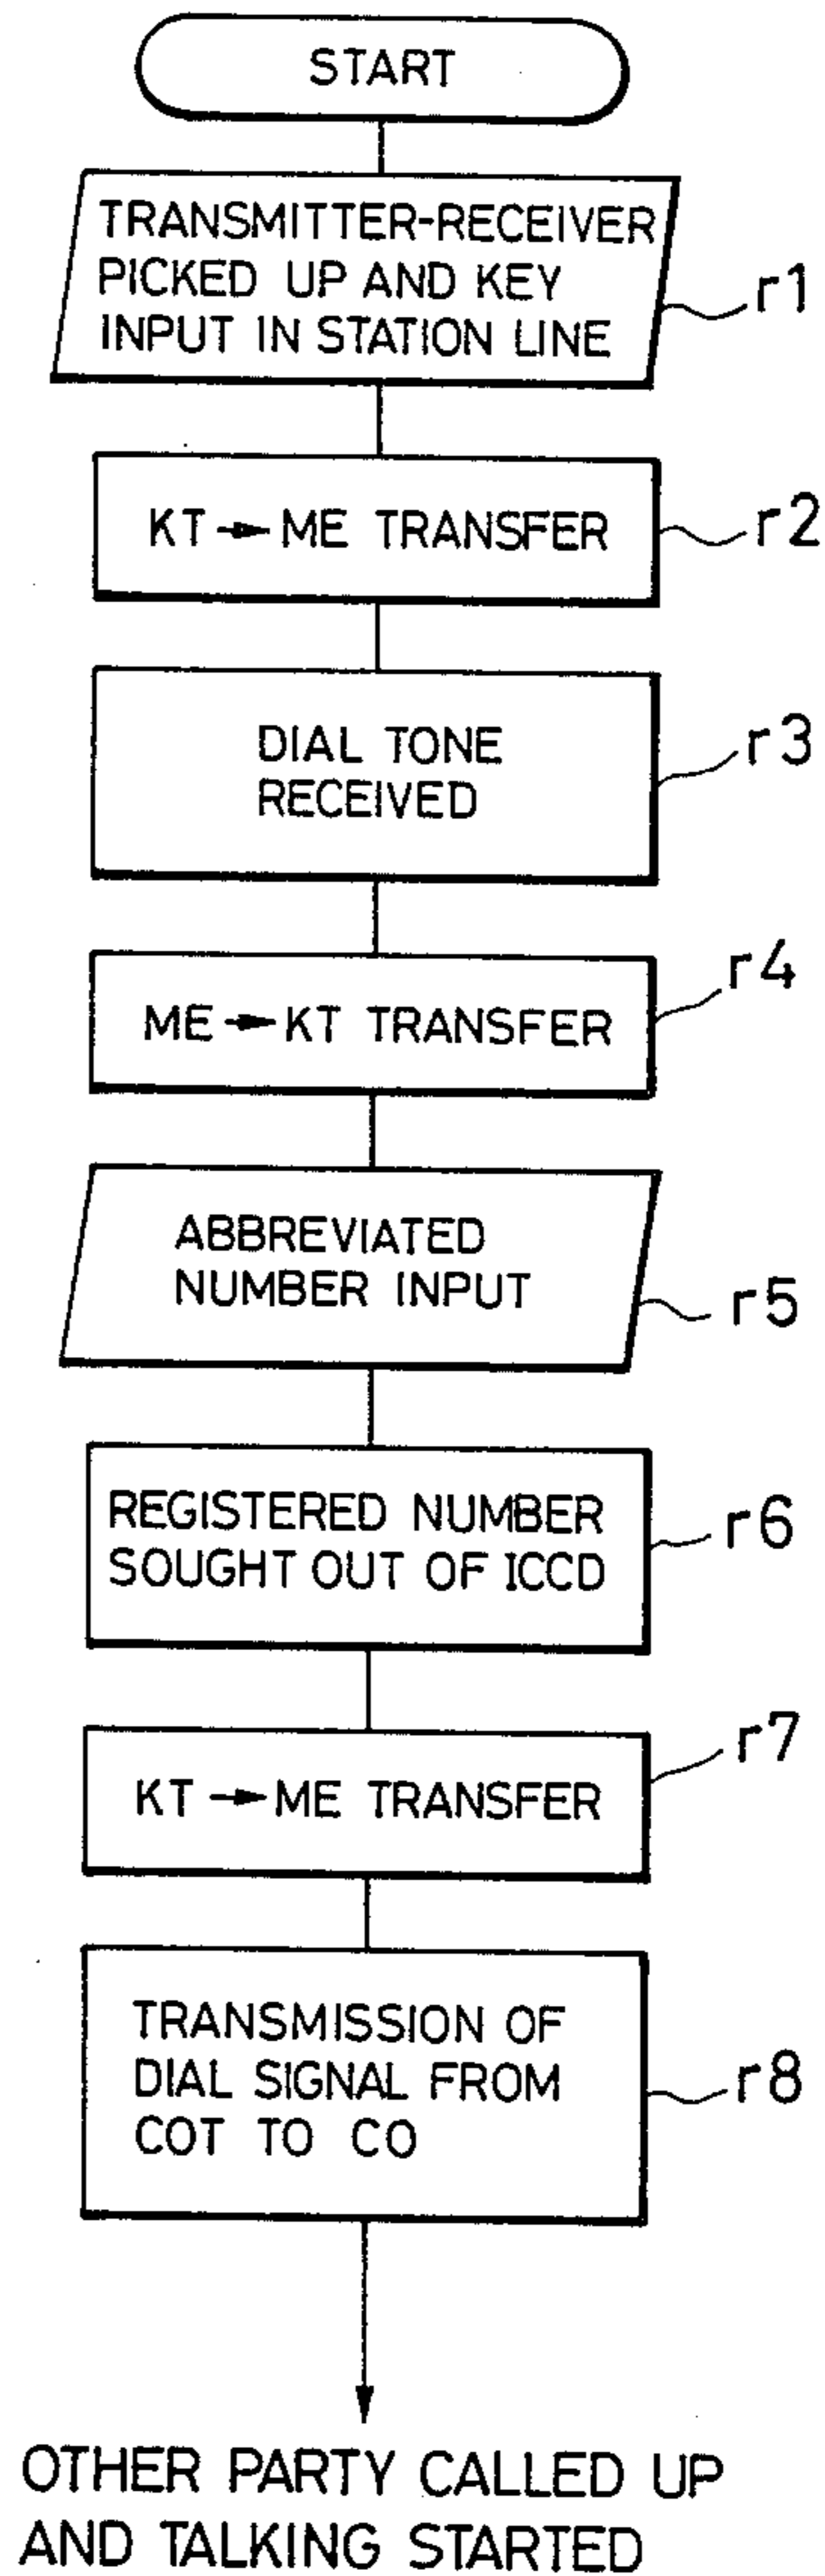 START
TRANSMITTER-RECEIVER
PICKED UP AND KEY
INPUT IN STATION LINE
r1
KT → ME TRANSFER
r2
DIAL TONE
RECEIVED
r3
ME → KT TRANSFER
r4
ABBREVIATED
NUMBER INPUT
r5
REGISTERED NUMBER
SOUGHT OUT OF ICCD
r6
KT → ME TRANSFER
r7
TRANSMISSION OF
DIAL SIGNAL FROM
COT TO CO
r8
OTHER PARTY CALLED UP
AND TALKING STARTED